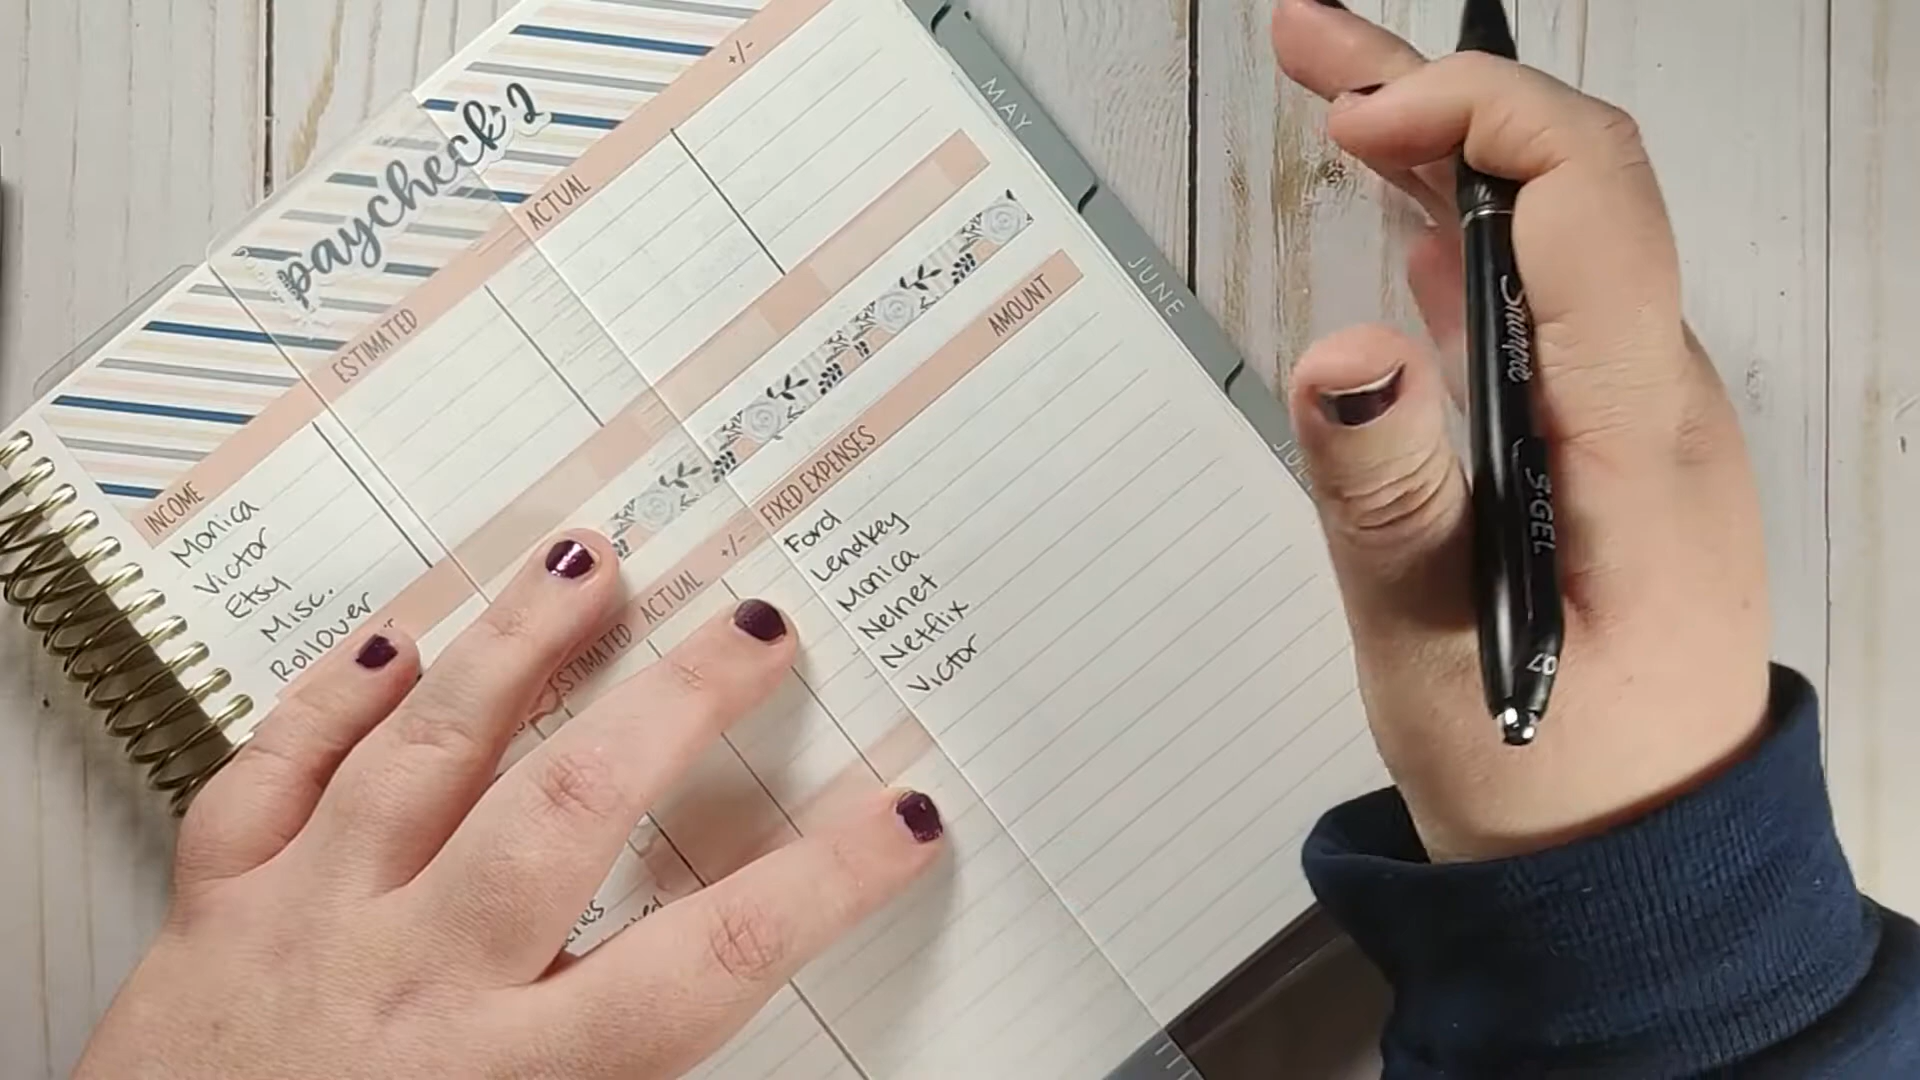 paycheck 2
INCOME
ESTIMATED
ACTUAL
+/-
Monica
Victor
Etsy
Misc.
Rollover
ESTIMATED
ACTUAL
+/-
FIXED EXPENSES
AMOUNT
Ford
Lendkey
Monica
Nelnet
Netflix
Victor
MAY
JUNE
Sharpie
S·GEL
07